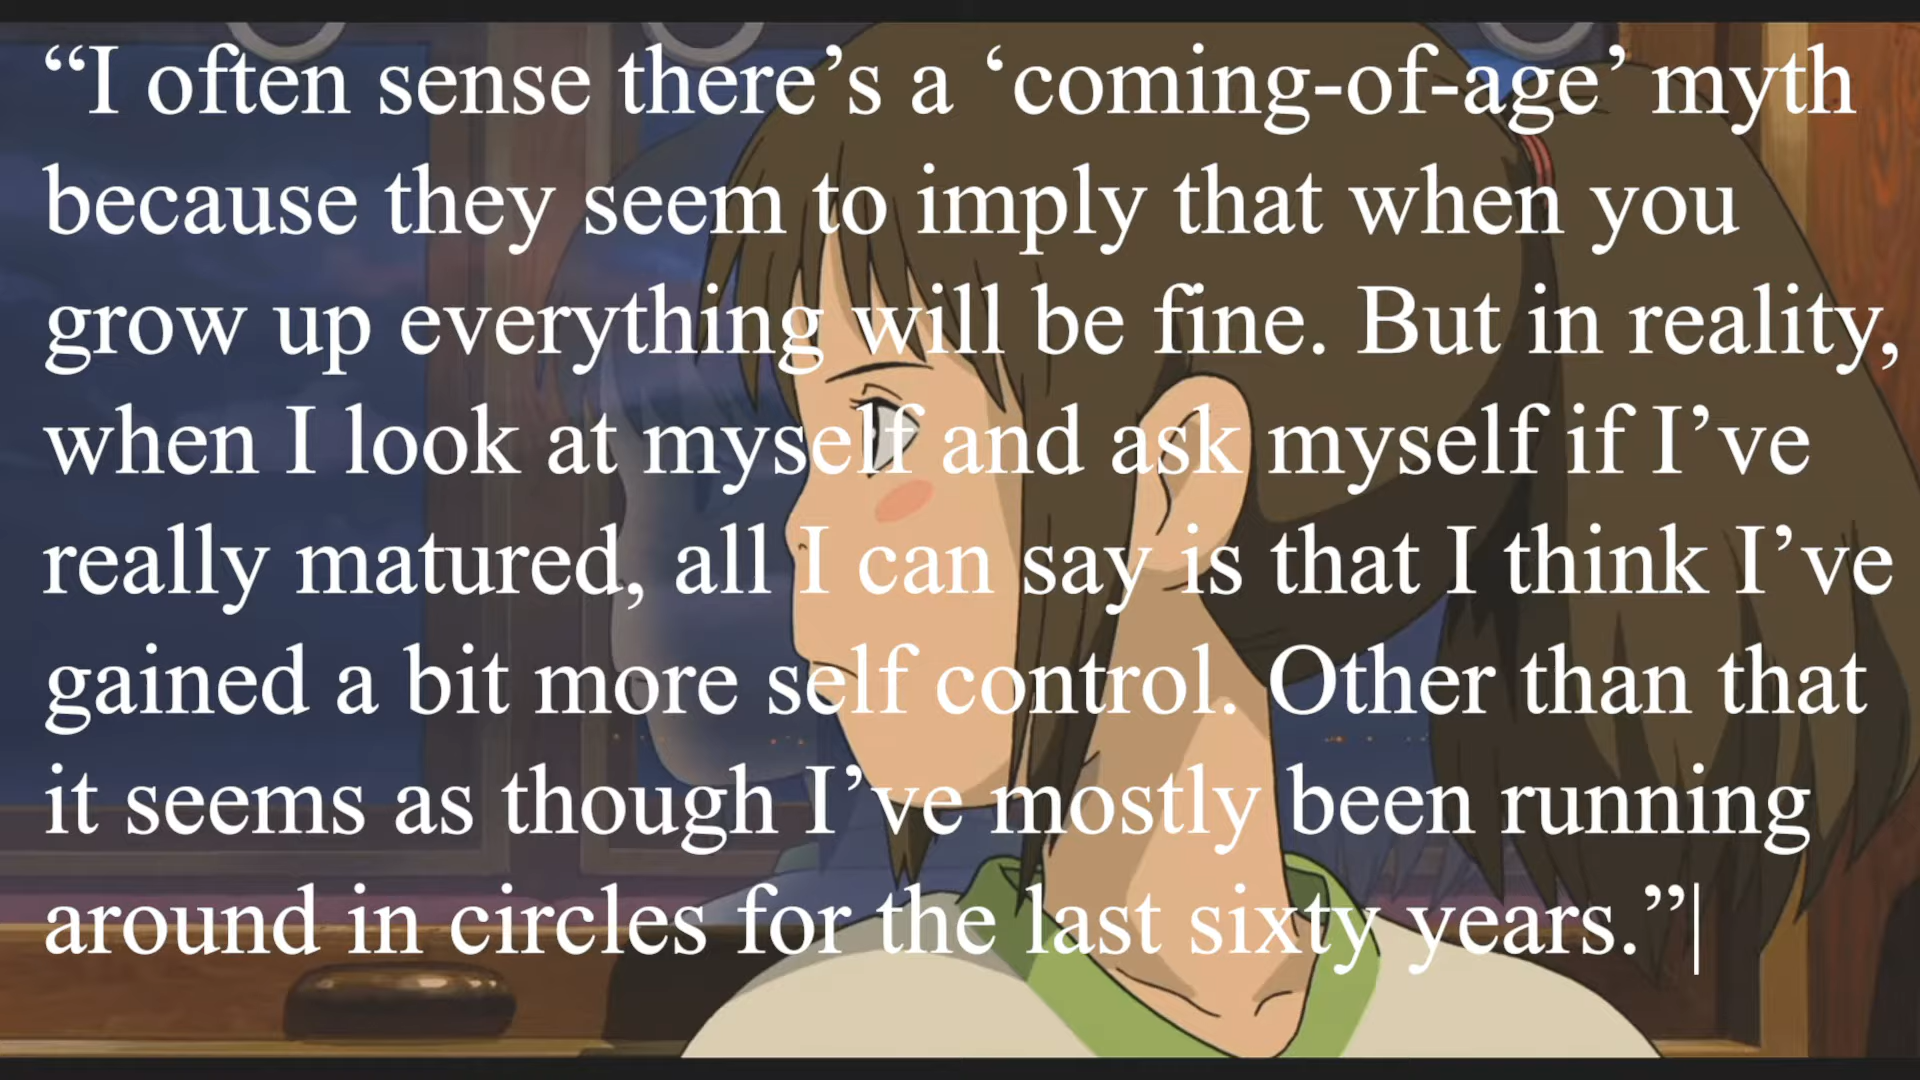 “I often sense there’s a ‘coming-of-age’ myth
because they seem to imply that when you
grow up everything will be fine. But in reality,
when I look at myself and ask myself if I’ve
really matured, all I can say is that I think I’ve
gained a bit more self control. Other than that
it seems as though I’ve mostly been running
around in circles for the last sixty years.”|